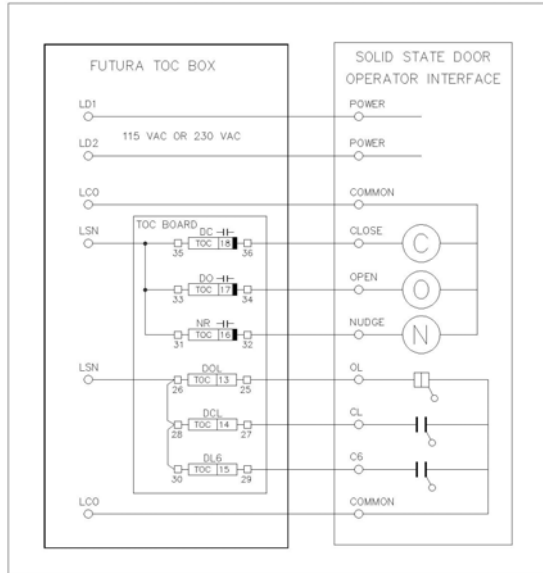 FUTURA TOC BOX
SOLID STATE DOOR
OPERATOR INTERFACE
LD1
POWER
115 VAC OR 230 VAC
LD2
POWER
LCO
COMMON
TOC BOARD
LSN
DC
CLOSE
35 TOC 18 36
C
DO
OPEN
33 TOC 17 34
O
NR
NUDGE
31 TOC 16 32
N
LSN
DOL
OL
26 TOC 13 25
DCL
CL
28 TOC 14 27
DL6
C6
30 TOC 15 29
LCO
COMMON